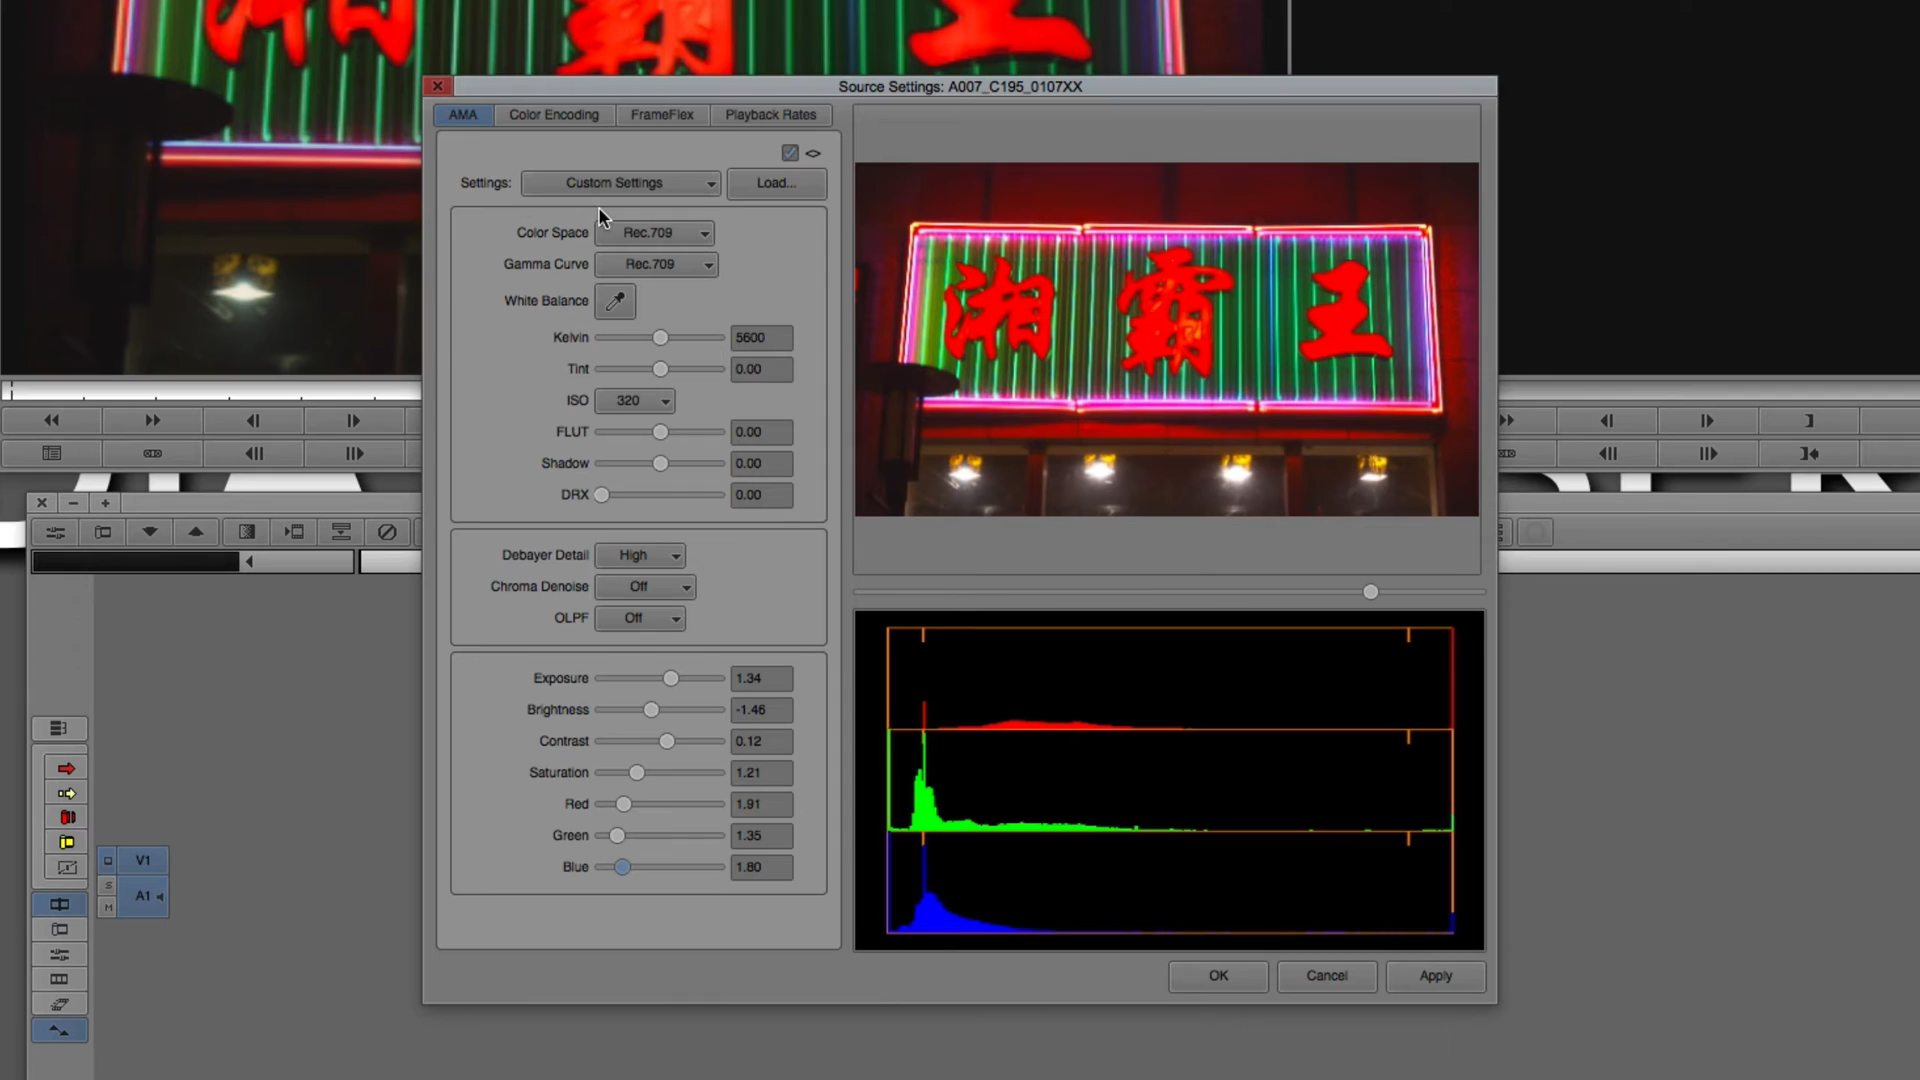 Source Settings: A007_C195_0107XX
AMA
Color Encoding
FrameFlex
Playback Rates
Settings: Custom Settings Load...
Color Space Rec.709
Gamma Curve Rec.709
White Balance
Kelvin 5600
Tint 0.00
ISO 320
FLUT 0.00
Shadow 0.00
DRX 0.00
Debayer Detail High
Chroma Denoise Off
OLPF Off
Exposure 1.34
Brightness -1.46
Contrast 0.12
Saturation 1.21
Red 1.91
Green 1.35
Blue 1.80
湘霸王
OK
Cancel
Apply
V1
S
M
A1
湘霸王